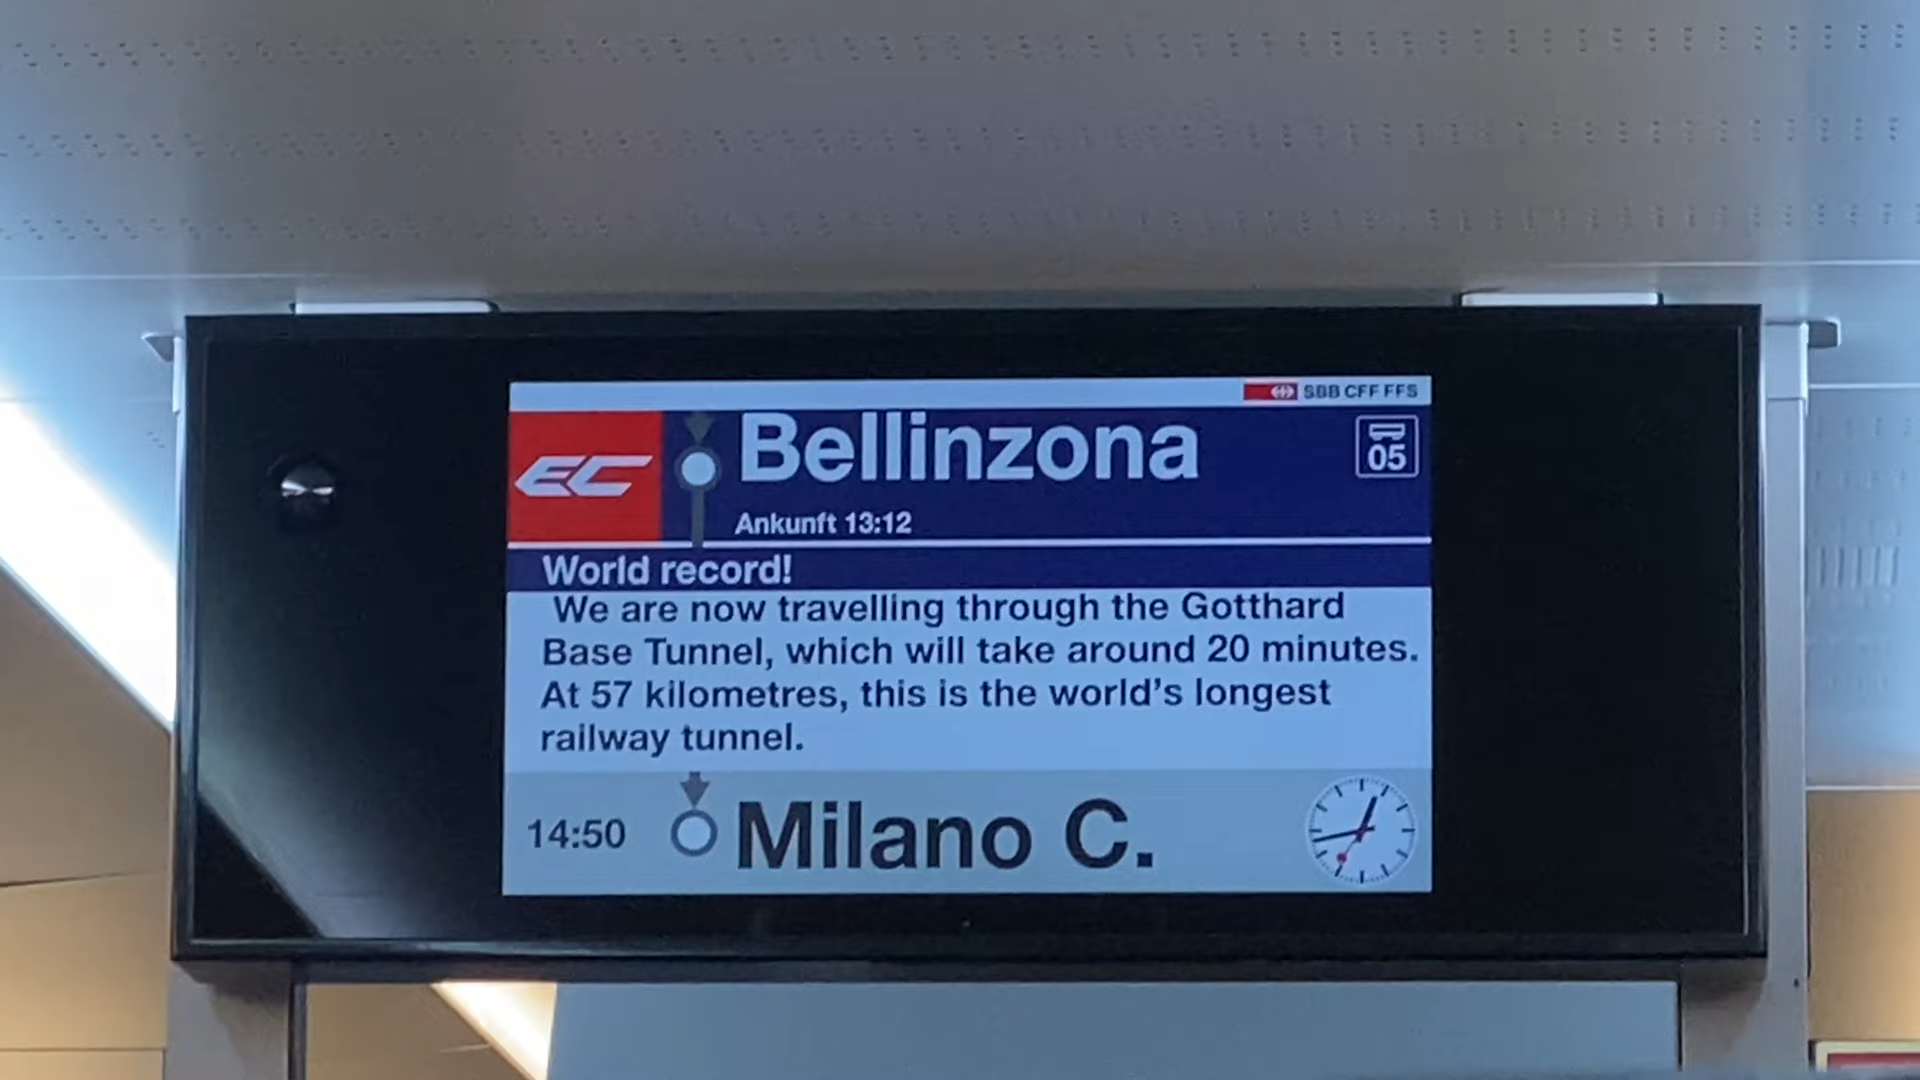 SBB CFF FFS
EC
Bellinzona
05
Ankunft 13:12
World record!
We are now travelling through the Gotthard
Base Tunnel, which will take around 20 minutes.
At 57 kilometres, this is the world’s longest
railway tunnel.
14:50 Milano C.